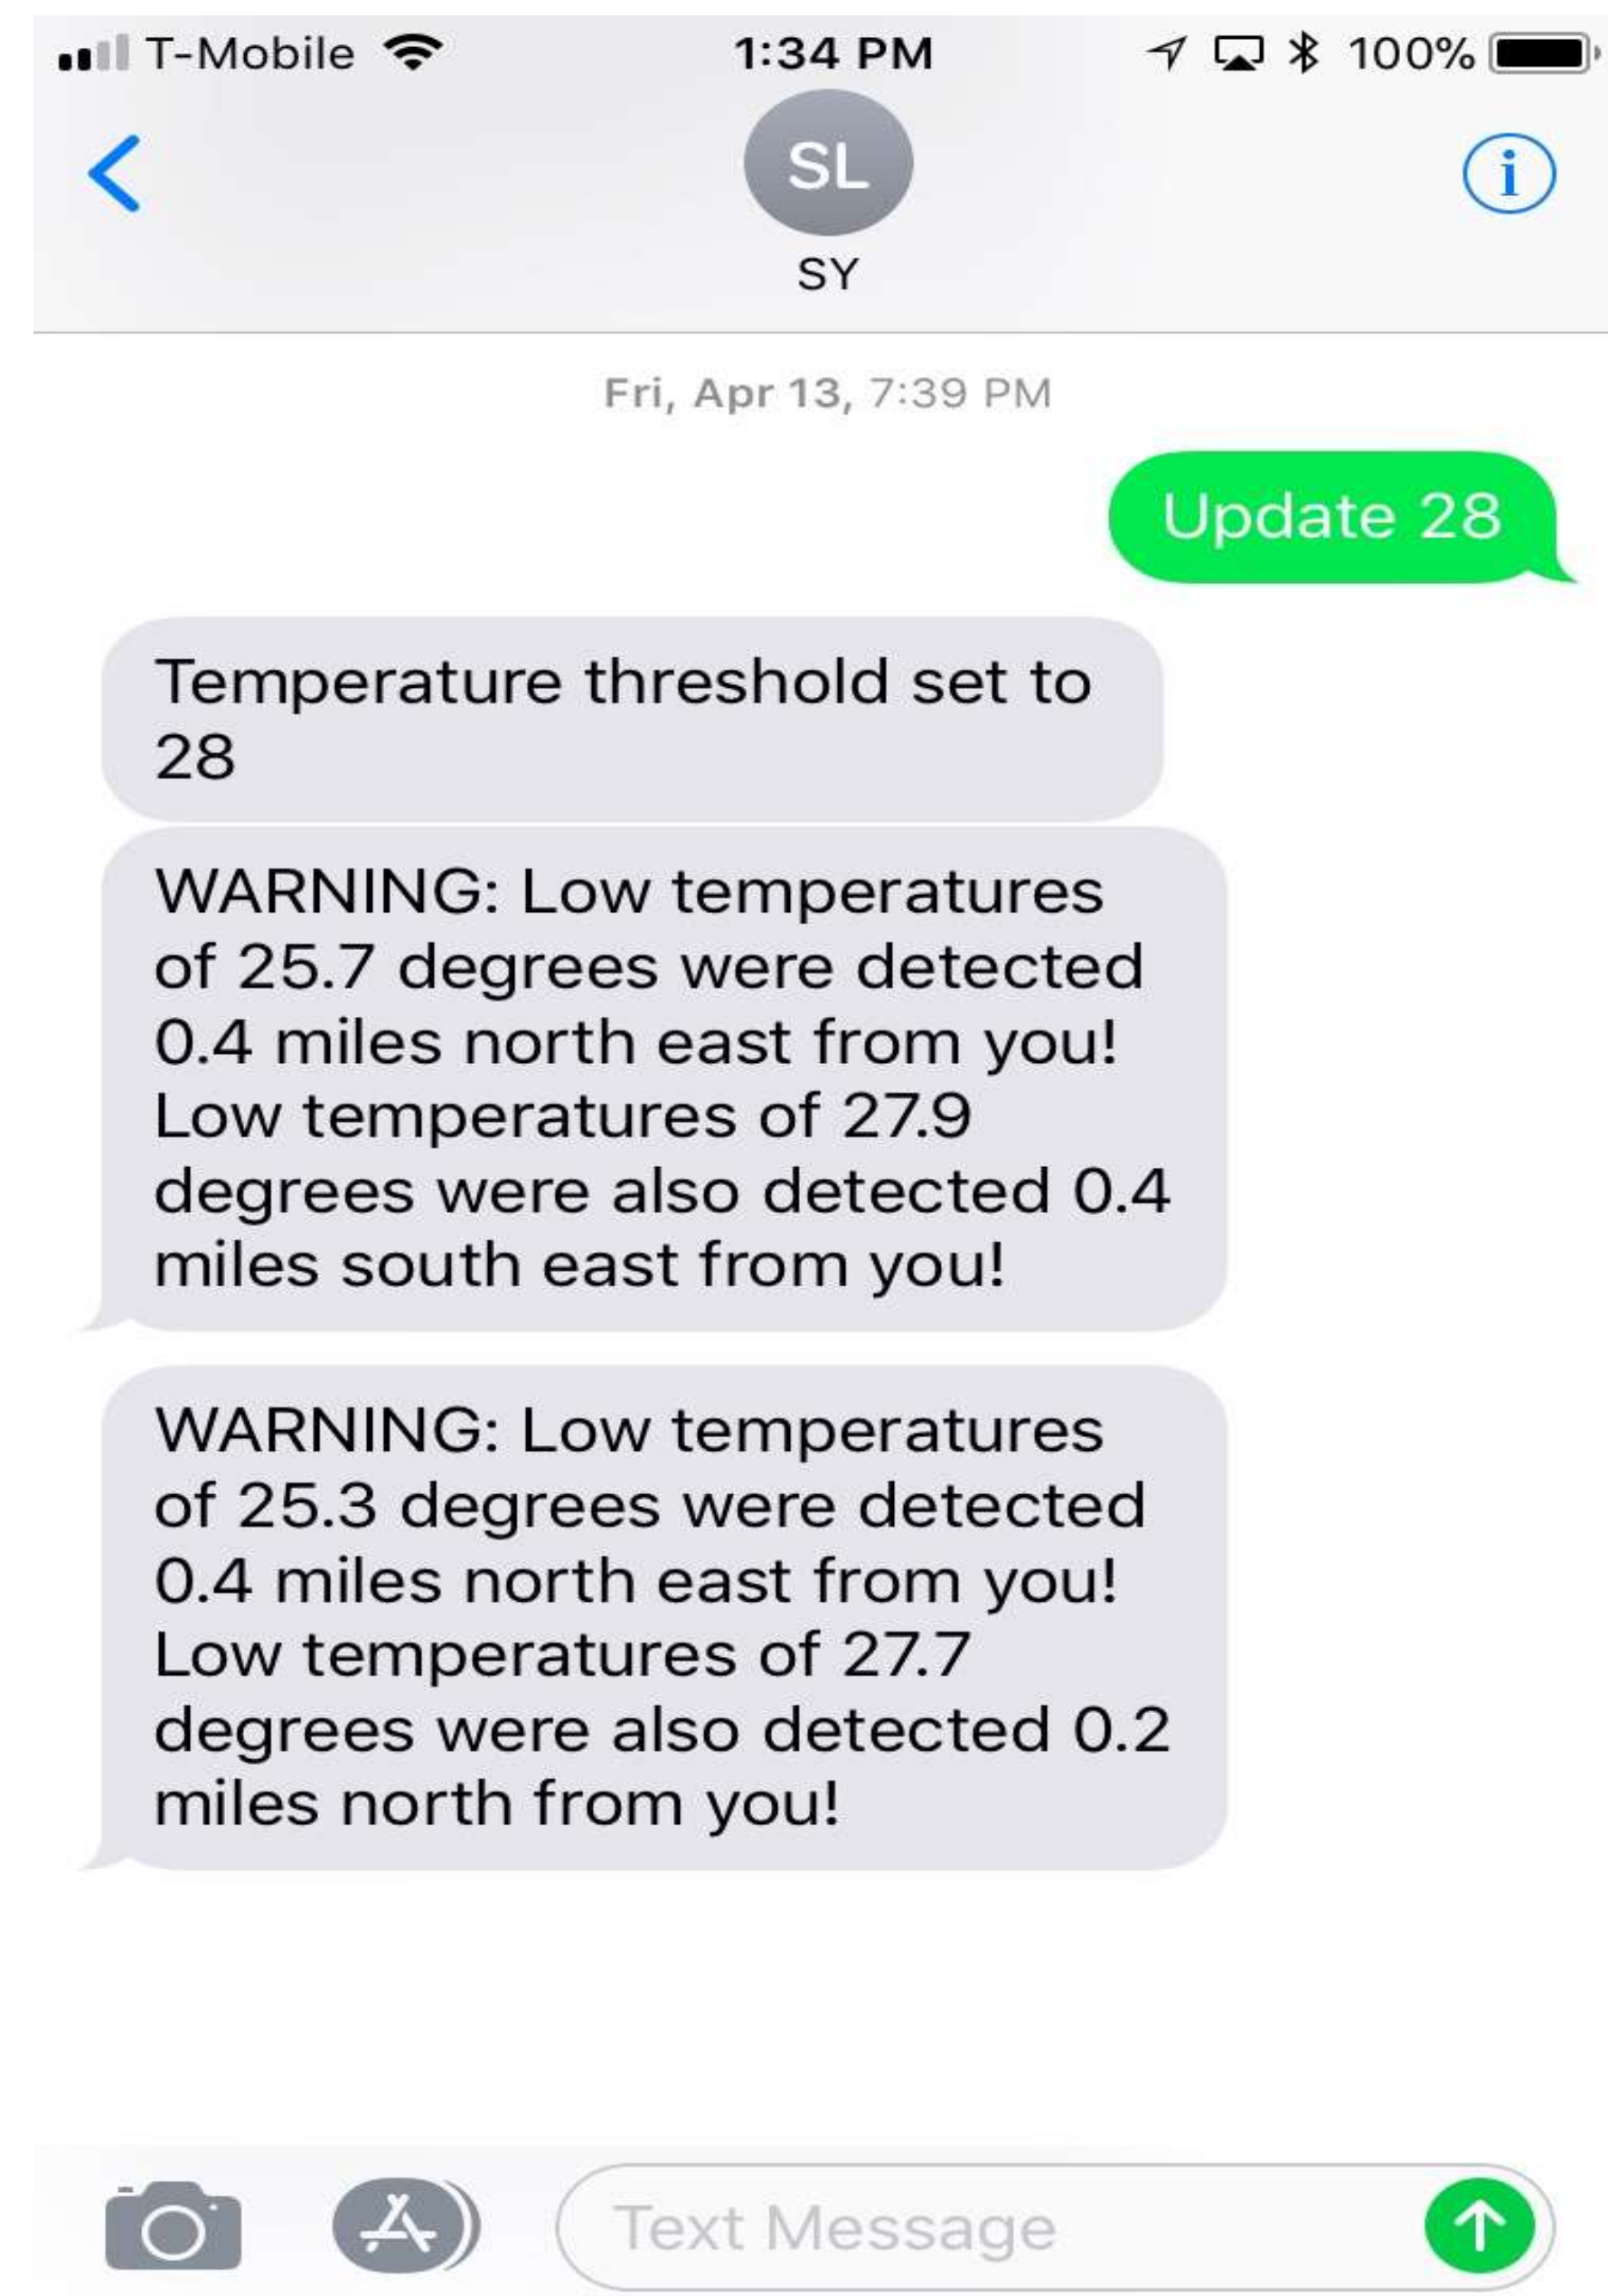 T-Mobile 1:34 PM 100%
SL
i
SY
Fri, Apr 13, 7:39 PM
Update 28
Temperature threshold set to
28
WARNING: Low temperatures
of 25.7 degrees were detected
0.4 miles north east from you!
Low temperatures of 27.9
degrees were also detected 0.4
miles south east from you!
WARNING: Low temperatures
of 25.3 degrees were detected
0.4 miles north east from you!
Low temperatures of 27.7
degrees were also detected 0.2
miles north from you!
Text Message